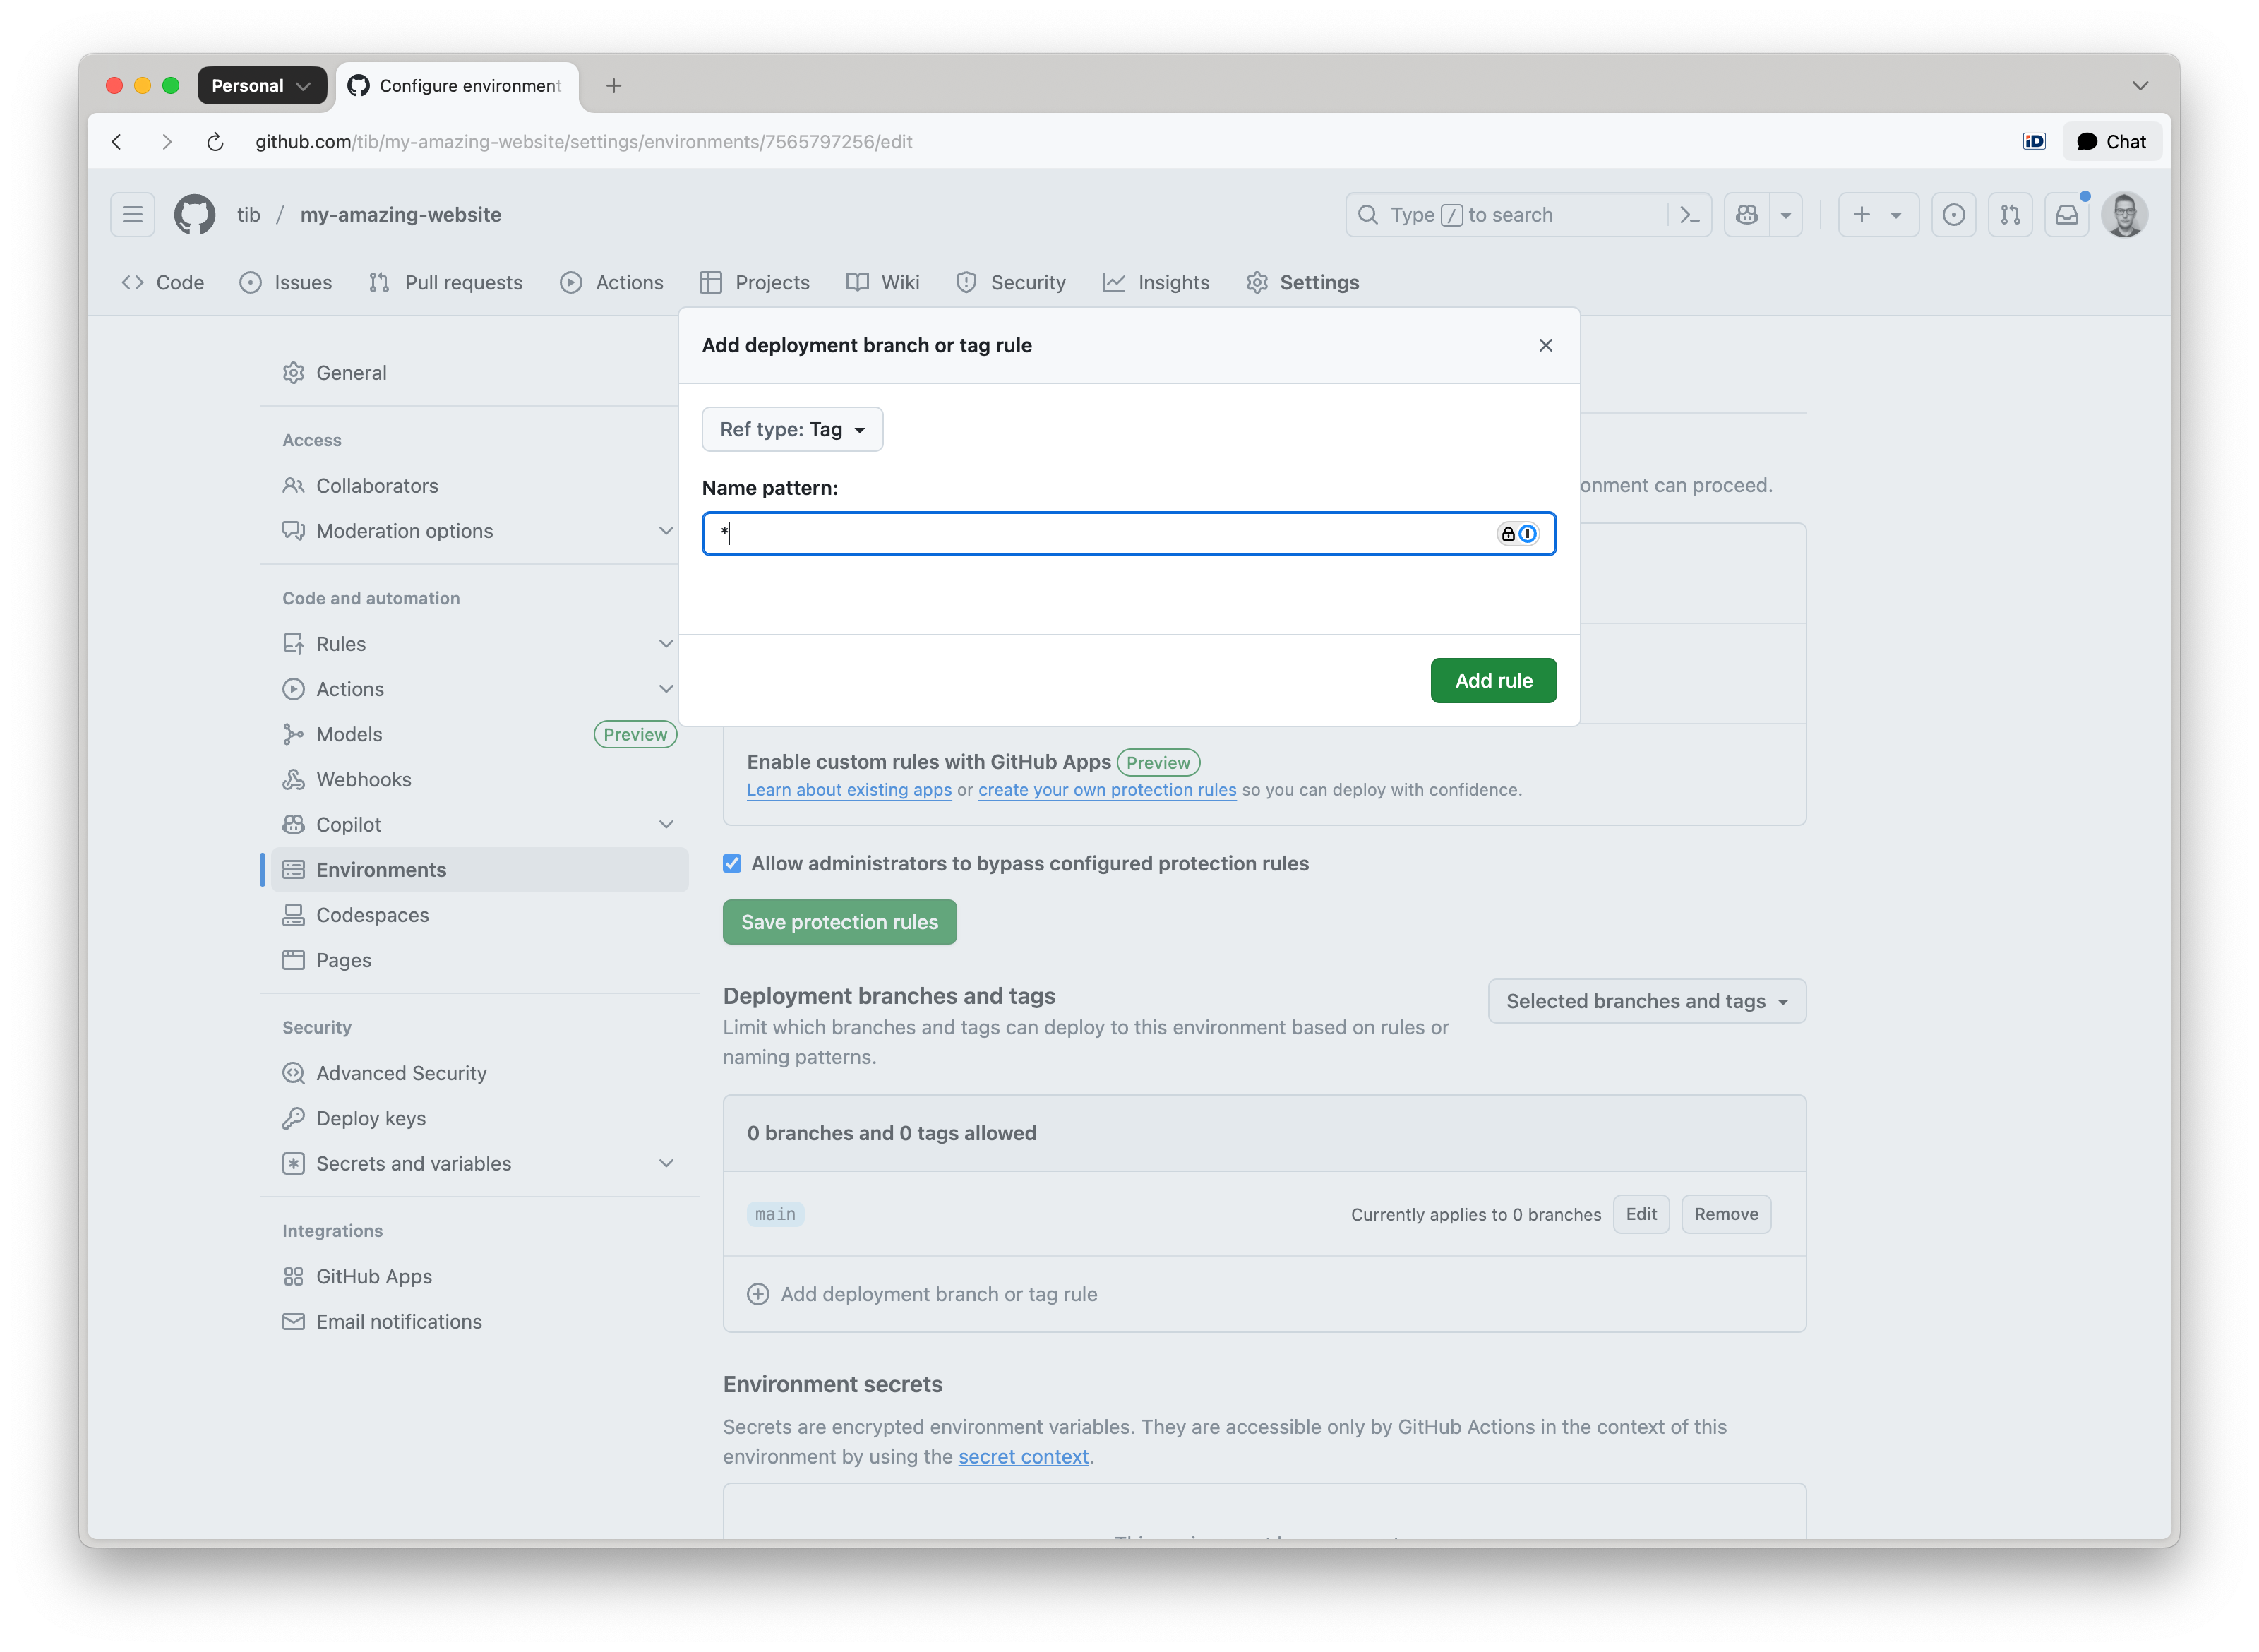 Personal
Configure environment
github.com/tib/my-amazing-website/settings/environments/7565797256/edit
iD
Chat
tib / my-amazing-website
Type / to search
Code
Issues
Pull requests
Actions
Projects
Wiki
Security
Insights
Settings
General
Access
Collaborators
Moderation options
Code and automation
Rules
Actions
Models
Preview
Webhooks
Copilot
Environments
Codespaces
Pages
Security
Advanced Security
Deploy keys
Secrets and variables
Integrations
GitHub Apps
Email notifications
Add deployment branch or tag rule
Ref type: Tag
Name pattern:
*
Add rule
onment can proceed.
Enable custom rules with GitHub Apps Preview
Learn about existing apps or create your own protection rules so you can deploy with confidence.
Allow administrators to bypass configured protection rules
Save protection rules
Deployment branches and tags
Selected branches and tags
Limit which branches and tags can deploy to this environment based on rules or
naming patterns.
0 branches and 0 tags allowed
main
Currently applies to 0 branches
Edit
Remove
Add deployment branch or tag rule
Environment secrets
Secrets are encrypted environment variables. They are accessible only by GitHub Actions in the context of this
environment by using the secret context.